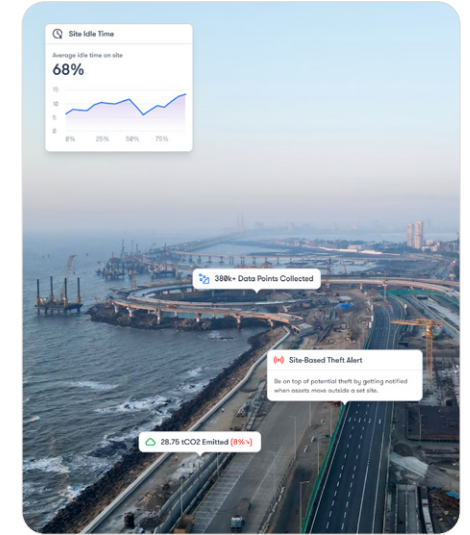 Site Idle Time
Average idle time on site
68%
15
10
5
0
0% 25% 50% 75%
380k+ Data Points Collected
Site-Based Theft Alert
Be on top of potential theft by getting notified
when assets move outside a set site.
28.75 tCO2 Emitted (8%↘)